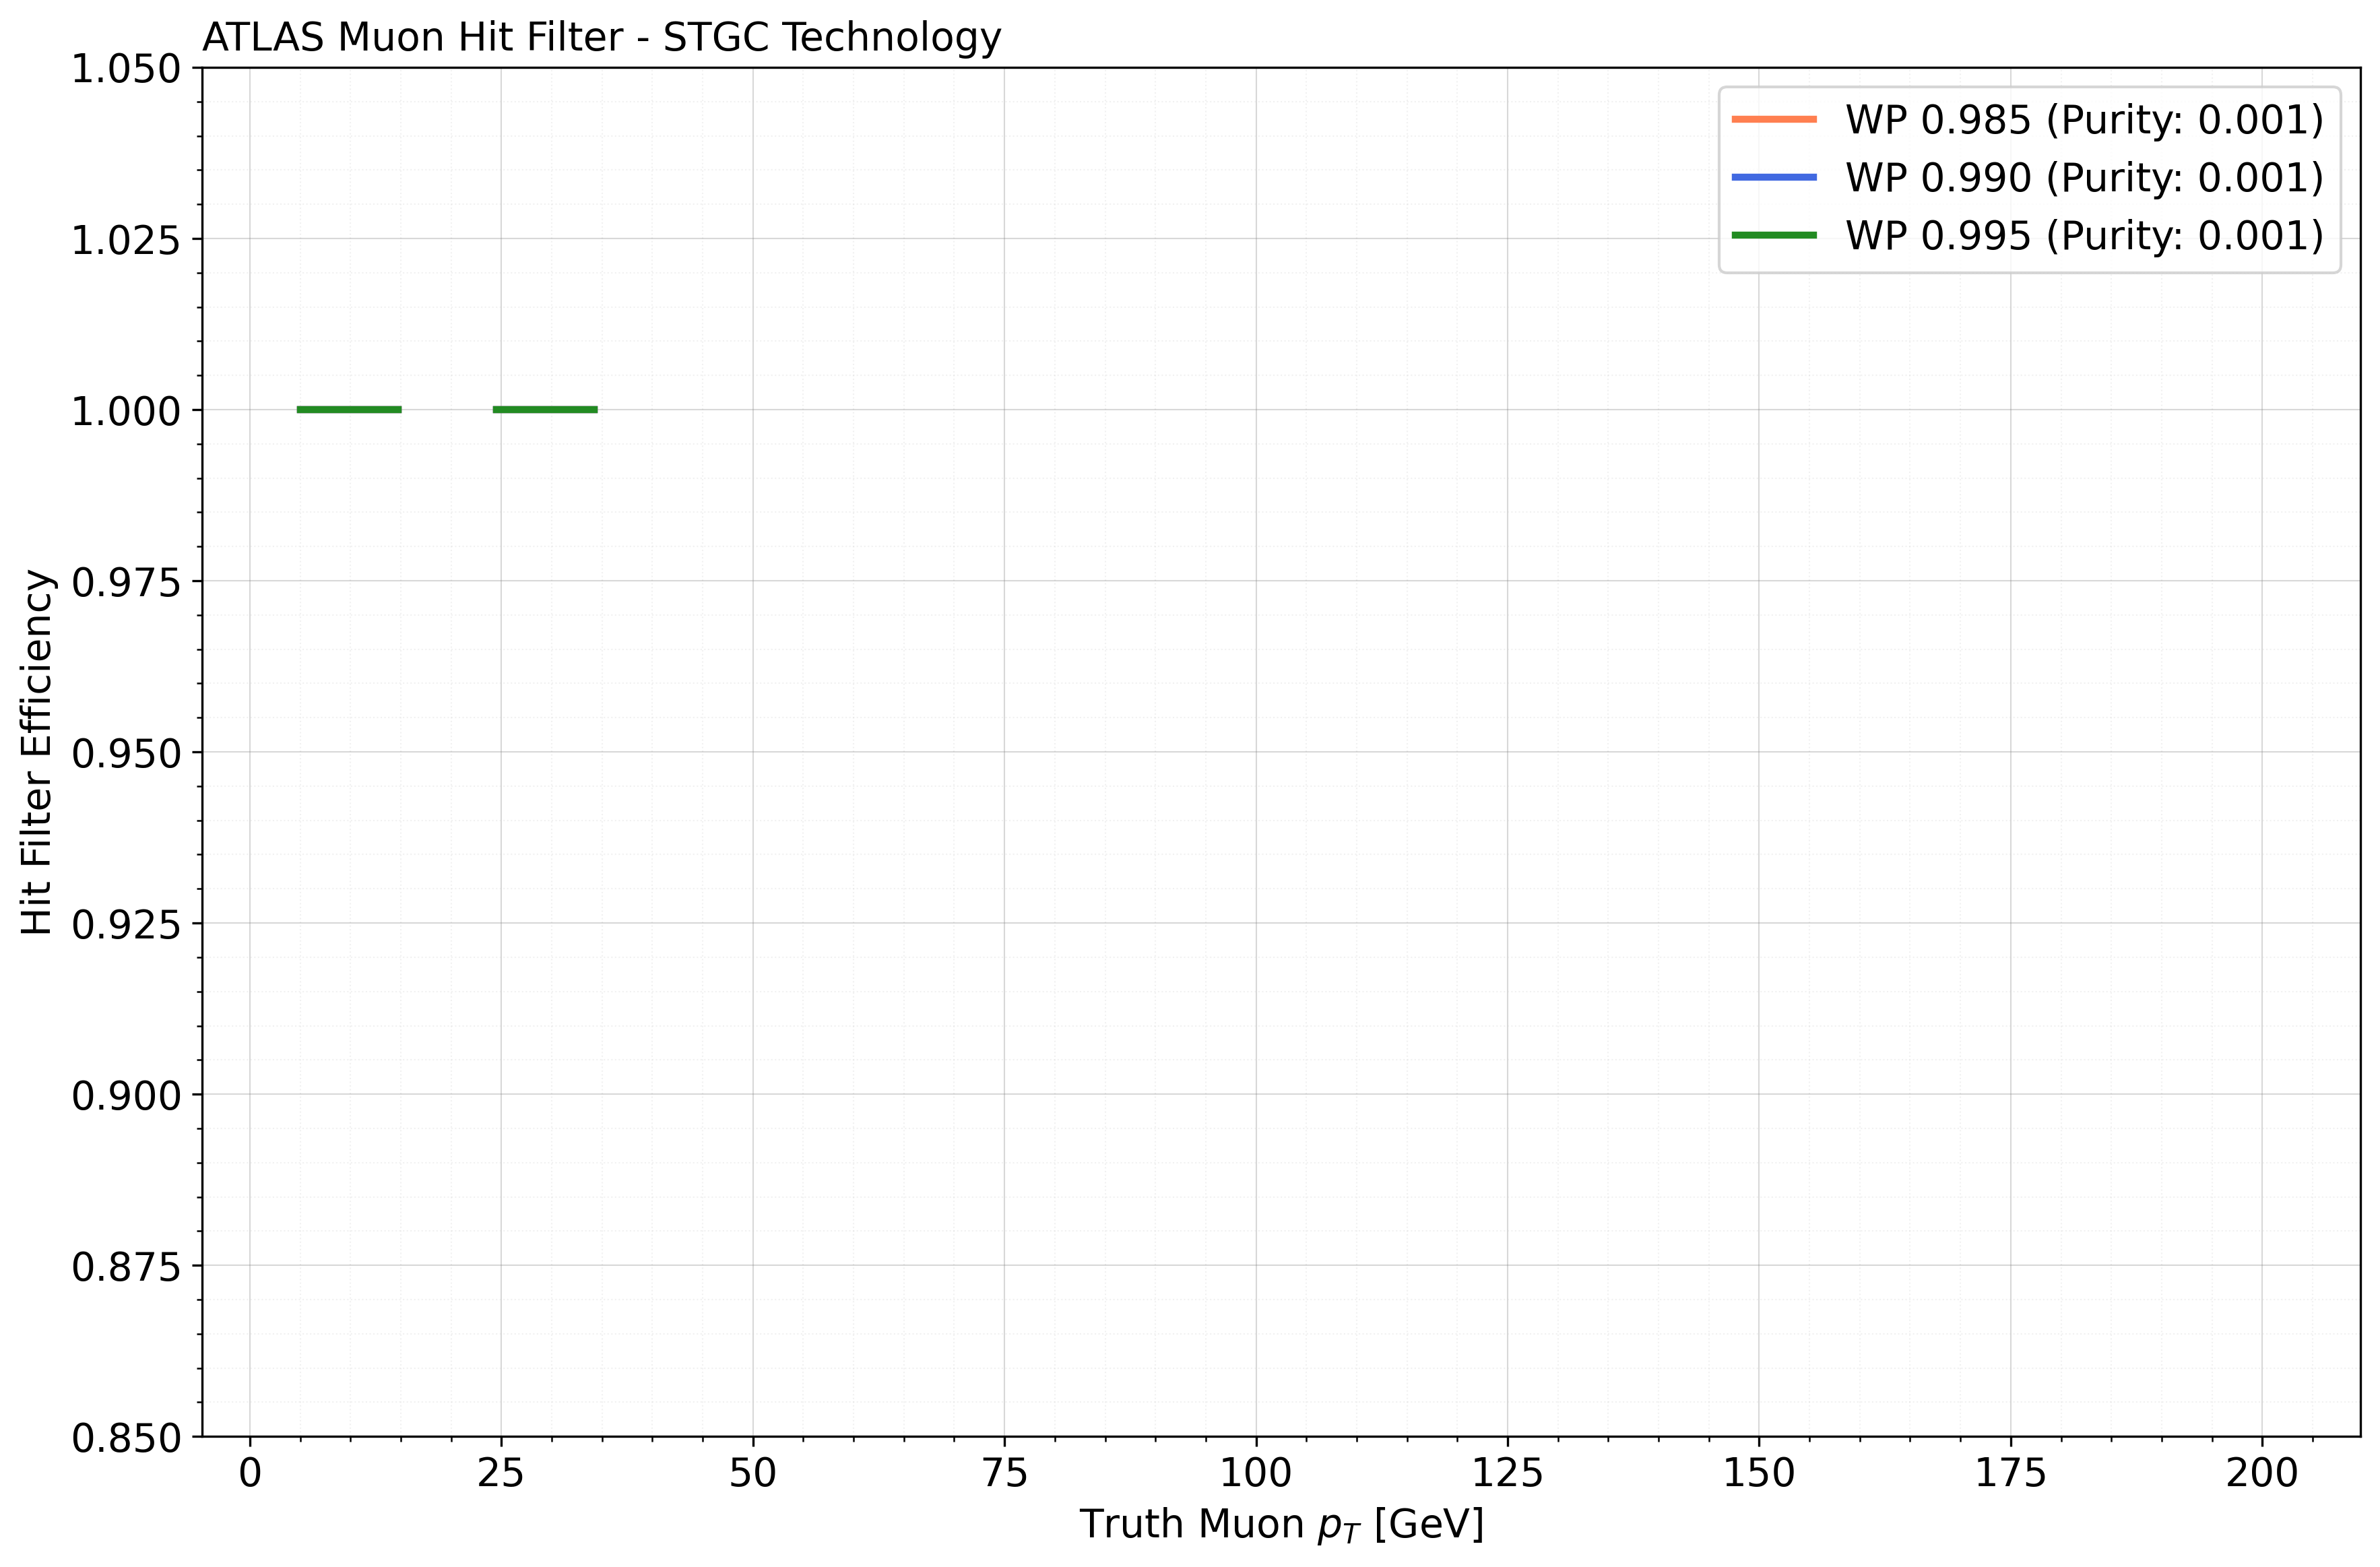 ATLAS Muon Hit Filter - STGC Technology
WP 0.985 (Purity: 0.001)
WP 0.990 (Purity: 0.001)
WP 0.995 (Purity: 0.001)
Hit Filter Efficiency
1.050
1.025
1.000
0.975
0.950
0.925
0.900
0.875
0.850
0 25 50 75 100 125 150 175 200
Truth Muon p_T [GeV]